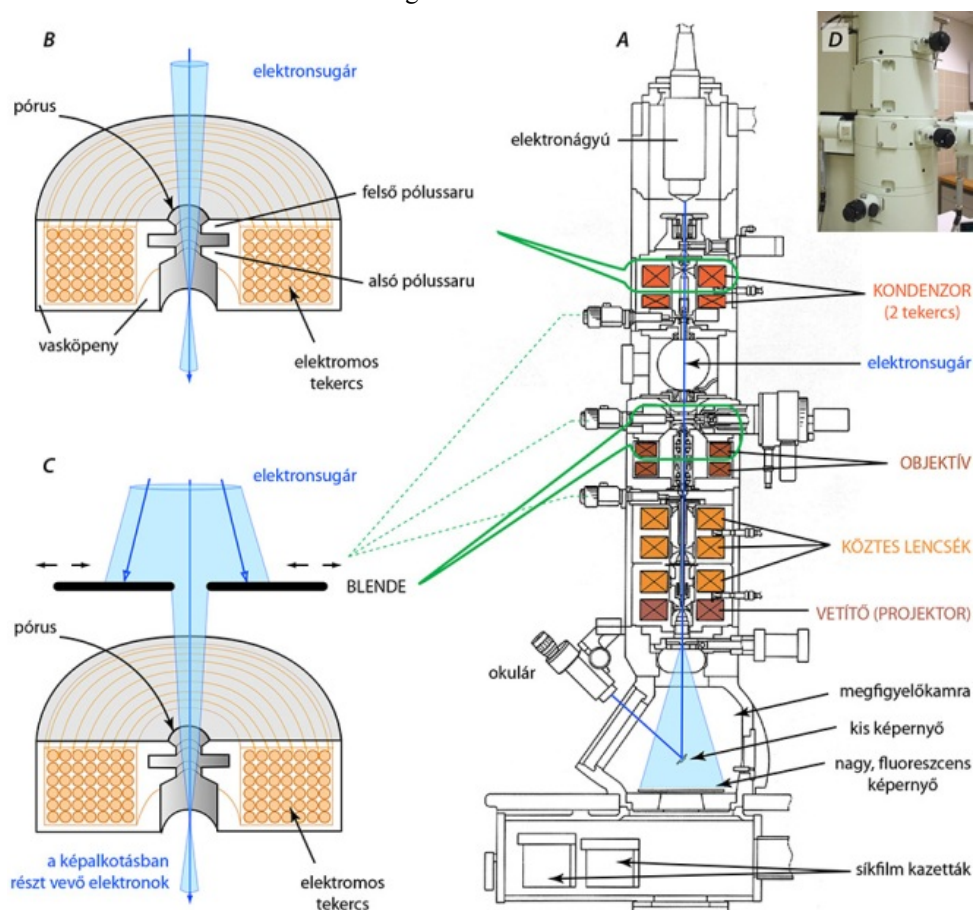 B
elektronsugár
pórus
felső pólussaru
alsó pólussaru
vasköpeny
elektromos
tekercs
C
elektronsugár
BLENDE
pórus
a képalkotásban
részt vevő elektronok
elektromos
tekercs
A
elektronágyú
KONDENZOR
(2 tekercs)
elektronsugár
OBJEKTÍV
KÖZTES LENCSÉK
VETÍTŐ (PROJEKTOR)
okulár
megfigyelőkamra
kis képernyő
nagy, fluoreszcens
képernyő
síkfilm kazetták
D